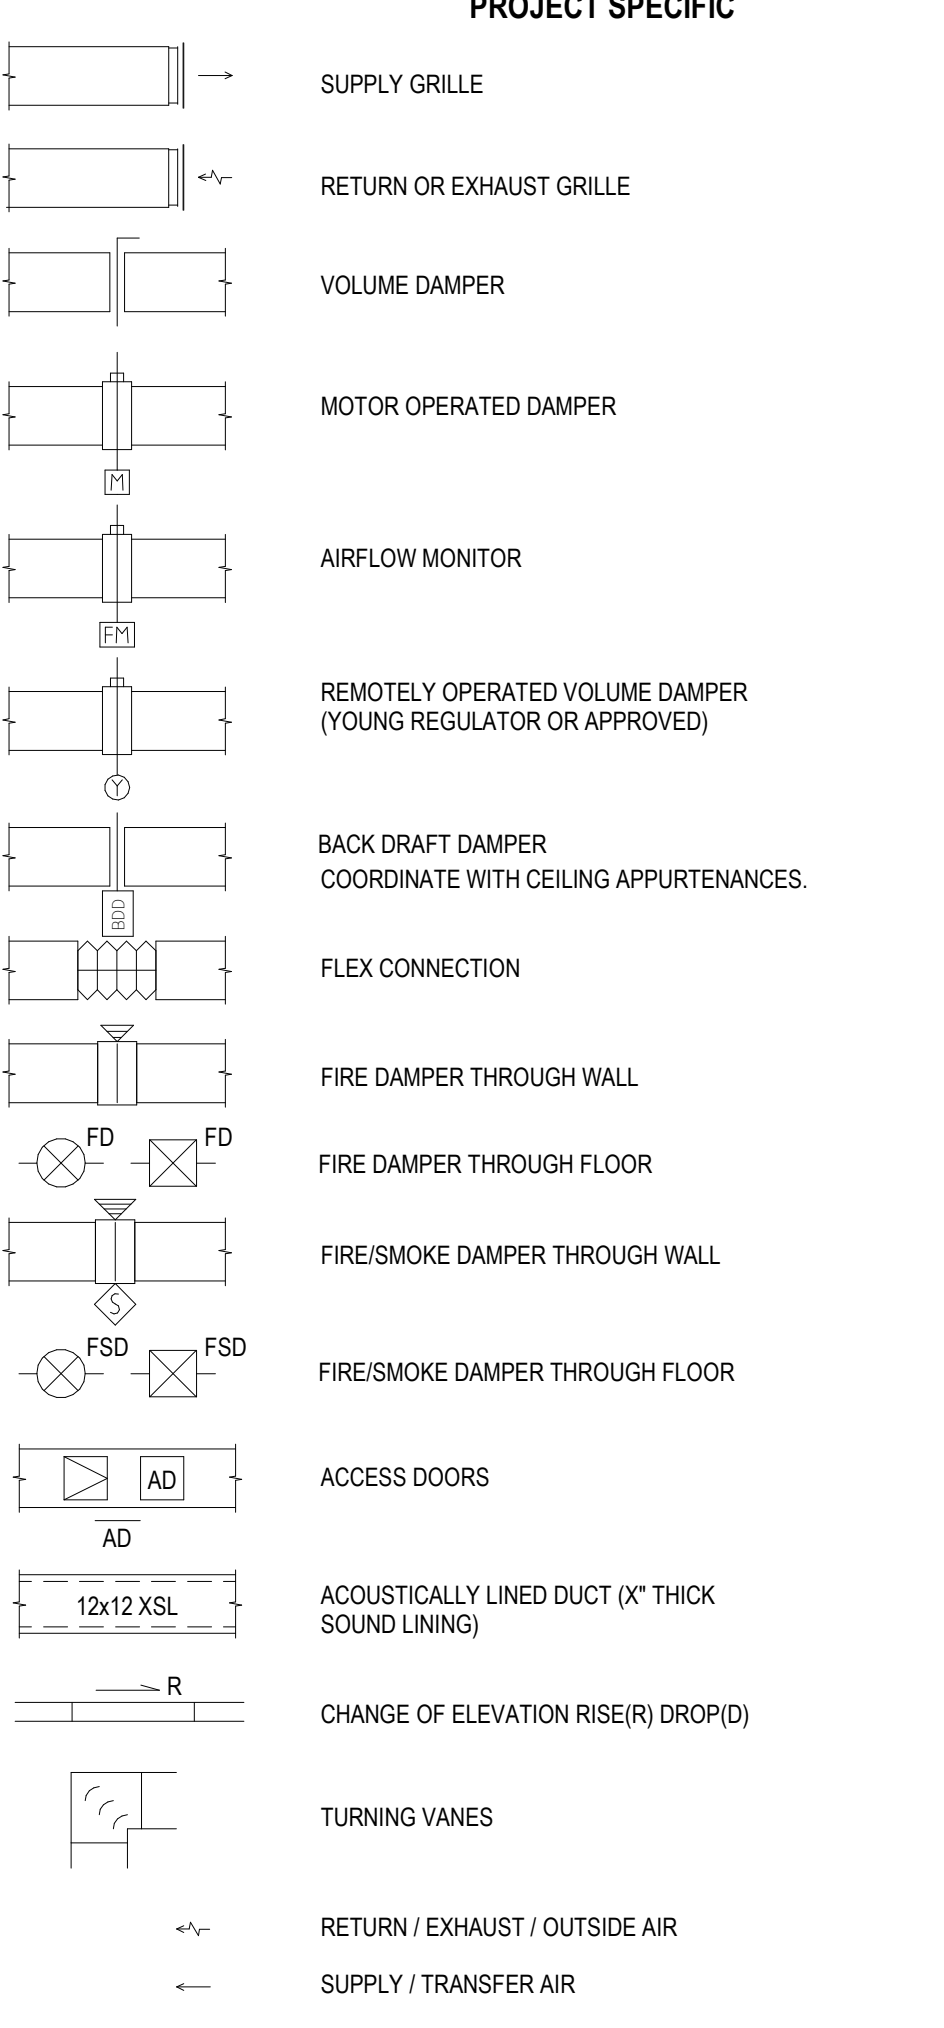 PROJECT SPECIFIC
SUPPLY GRILLE
RETURN OR EXHAUST GRILLE
VOLUME DAMPER
MOTOR OPERATED DAMPER
M
AIRFLOW MONITOR
FM
REMOTELY OPERATED VOLUME DAMPER
(YOUNG REGULATOR OR APPROVED)
Y
BACK DRAFT DAMPER
COORDINATE WITH CEILING APPURTENANCES.
BDD
FLEX CONNECTION
FIRE DAMPER THROUGH WALL
FD FD
FIRE DAMPER THROUGH FLOOR
FIRE/SMOKE DAMPER THROUGH WALL
S
FSD FSD
FIRE/SMOKE DAMPER THROUGH FLOOR
AD ACCESS DOORS
AD
12x12 XSL
ACOUSTICALLY LINED DUCT (X" THICK
SOUND LINING)
R
CHANGE OF ELEVATION RISE(R) DROP(D)
TURNING VANES
RETURN / EXHAUST / OUTSIDE AIR
SUPPLY / TRANSFER AIR